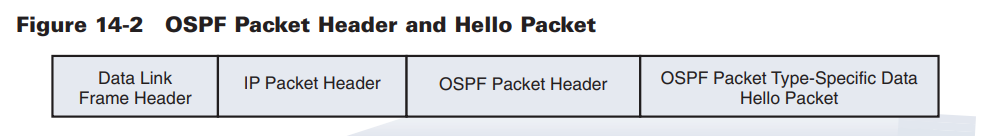 Figure 14-2 OSPF Packet Header and Hello Packet
Data Link
Frame Header
IP Packet Header
OSPF Packet Header
OSPF Packet Type-Specific Data
Hello Packet